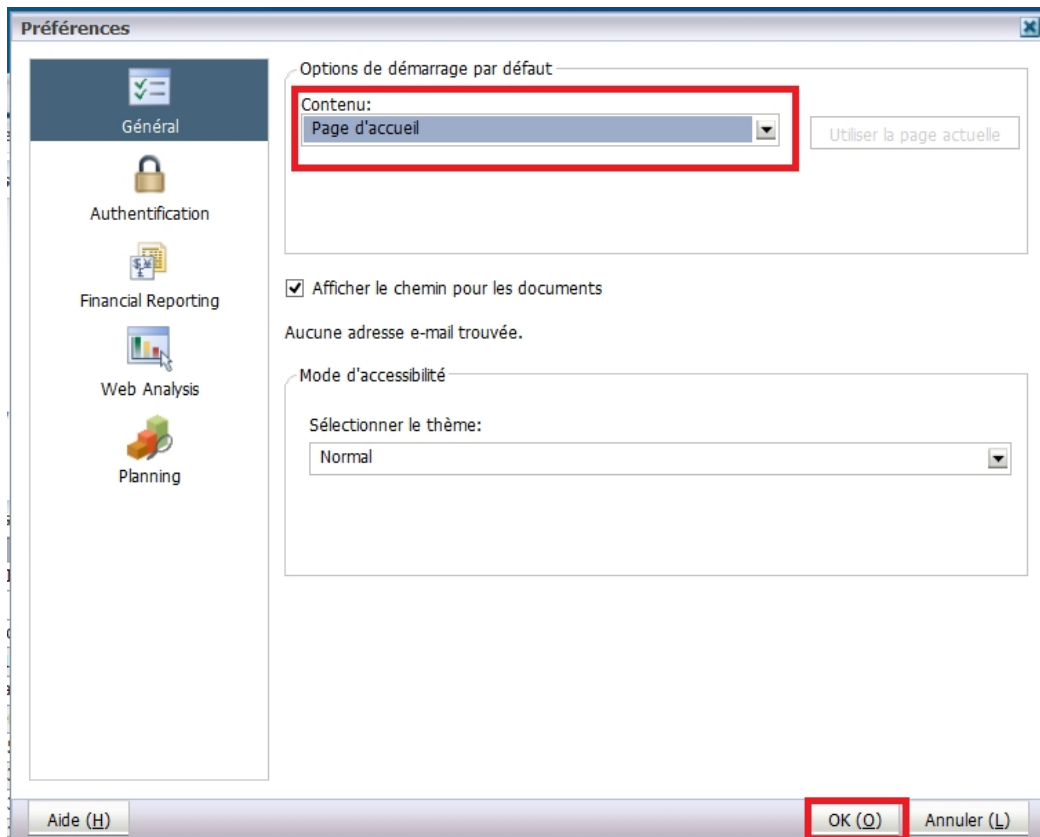 Préférences
Général
Authentification
Financial Reporting
Web Analysis
Planning
Options de démarrage par défaut
Contenu:
Page d'accueil
Utiliser la page actuelle
Afficher le chemin pour les documents
Aucune adresse e-mail trouvée.
Mode d'accessibilité
Sélectionner le thème:
Normal
Aide (H)
OK (O)
Annuler (L)